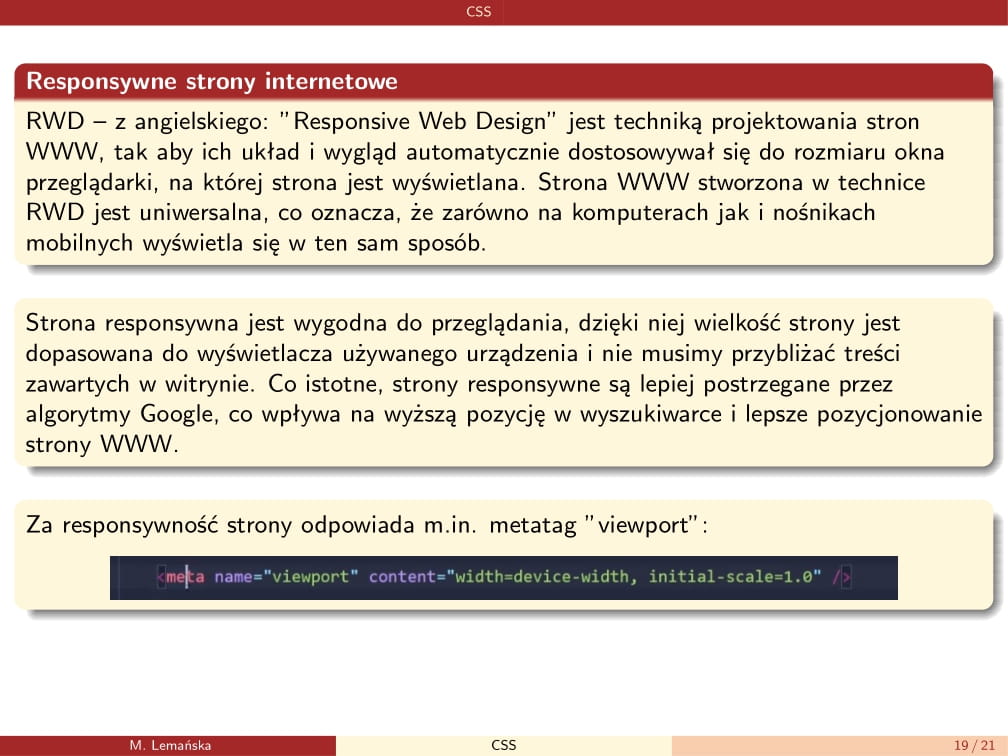 CSS
Responsywne strony internetowe
RWD – z angielskiego: ”Responsive Web Design” jest techniką projektowania stron
WWW, tak aby ich układ i wygląd automatycznie dostosowywał się do rozmiaru okna
przeglądarki, na której strona jest wyświetlana. Strona WWW stworzona w technice
RWD jest uniwersalna, co oznacza, że zarówno na komputerach jak i nośnikach
mobilnych wyświetla się w ten sam sposób.
Strona responsywna jest wygodna do przeglądania, dzięki niej wielkość strony jest
dopasowana do wyświetlacza używanego urządzenia i nie musimy przybliżać treści
zawartych w witrynie. Co istotne, strony responsywne są lepiej postrzegane przez
algorytmy Google, co wpływa na wyższą pozycję w wyszukiwarce i lepsze pozycjonowanie
strony WWW.
Za responsywność strony odpowiada m.in. metatag ”viewport”:
<meta name="viewport" content="width=device-width, initial-scale=1.0" />
M. Lemańska
CSS
19 / 21